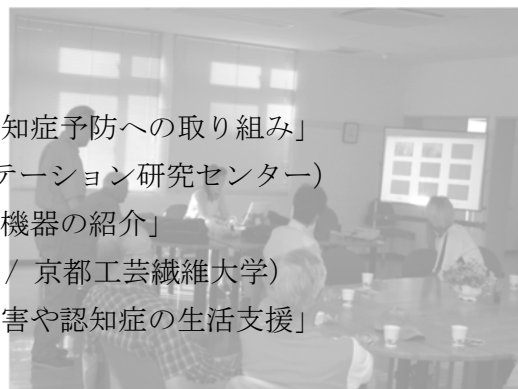 知症予防への取り組み」
テーション研究センター)
機器の紹介」
/ 京都工芸繊維大学)
害や認知症の生活支援」